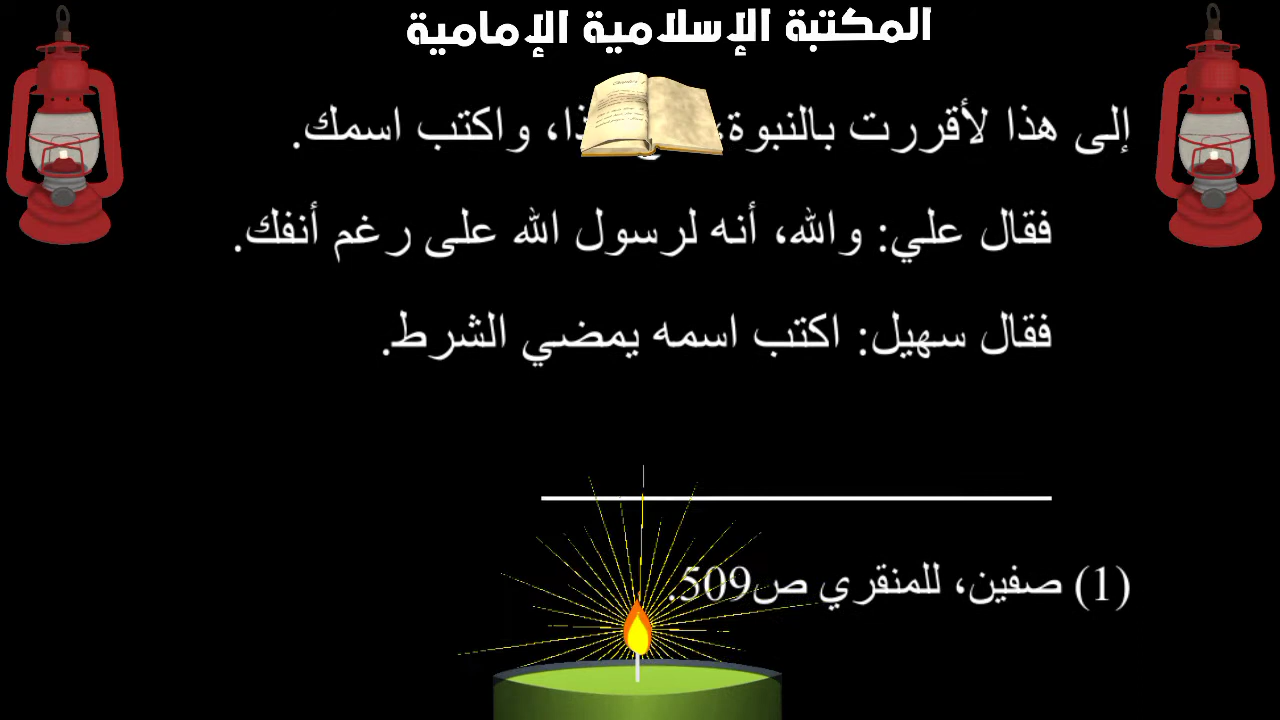 المكتبة الإسلامية الإمامية
إلى هذا لأقررت بالنبوة، واكتب اسمك.
فقال علي: والله، أنه لرسول الله على رغم أنفك.
فقال سهيل: اكتب اسمه يمضي الشرط.
(1) صفين، للمنقري ص509.